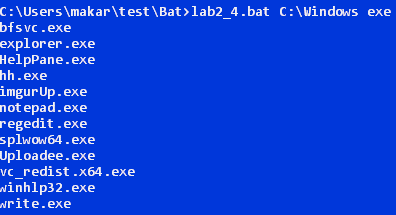 C:\Users\makar\test\Bat>lab2_4.bat C:\Windows exe
bfsvc.exe
explorer.exe
HelpPane.exe
hh.exe
imgurUp.exe
notepad.exe
regedit.exe
splwow64.exe
Uploadee.exe
vc_redist.x64.exe
winhlp32.exe
write.exe